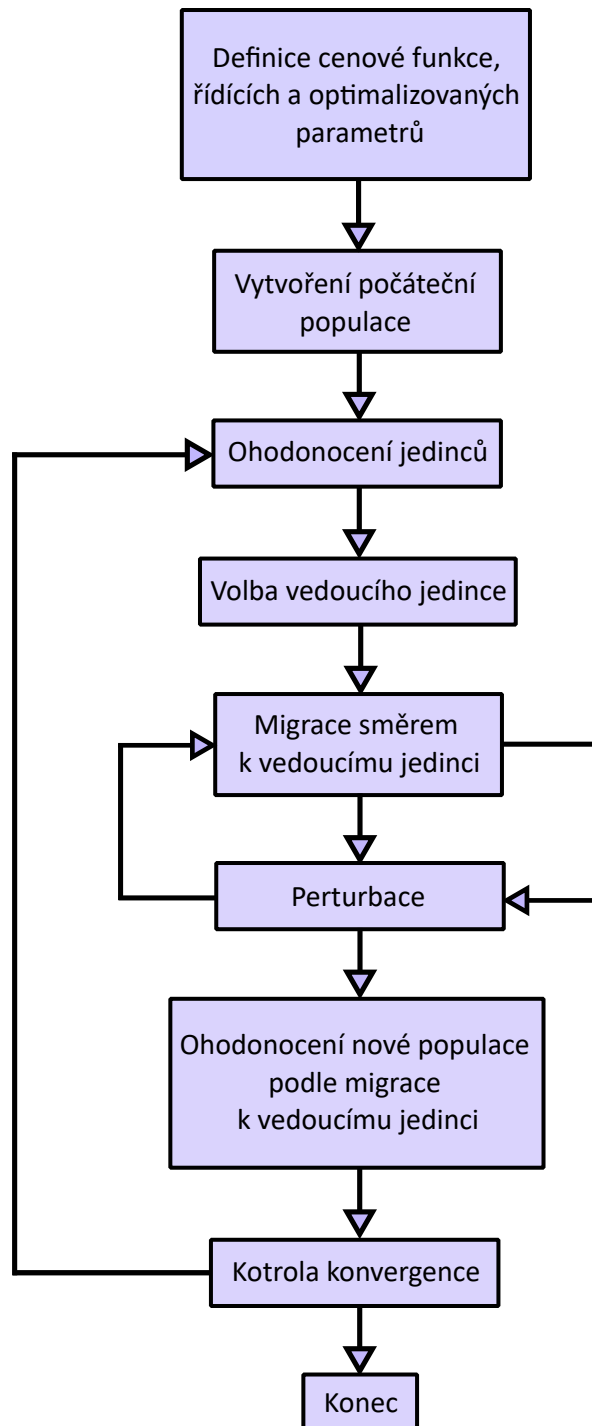 Definice cenové funkce,
řídících a optimalizovaných
parametrů
Vytvoření počáteční
populace
Ohodonocení jedinců
Volba vedoucího jedince
Migrace směrem
k vedoucímu jedinci
Perturbace
Ohodonocení nové populace
podle migrace
k vedoucímu jedinci
Kotrola konvergence
Konec